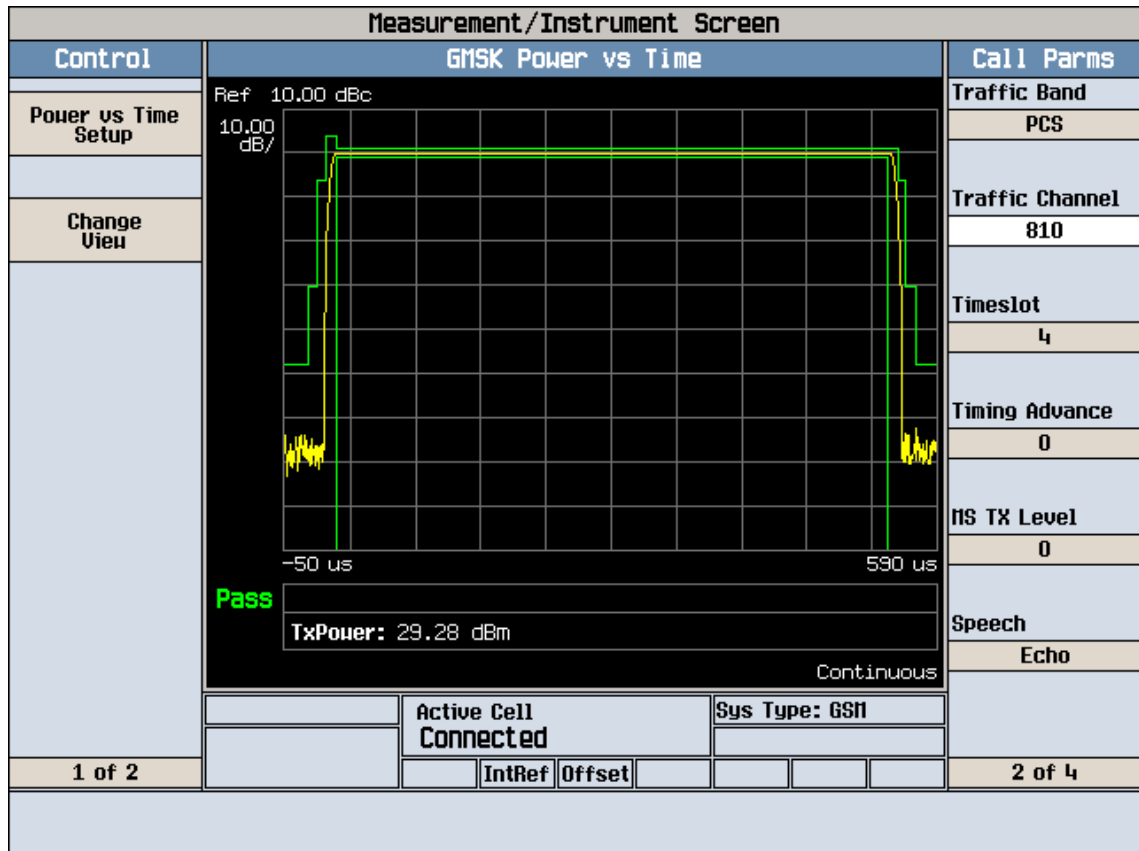 Measurement/Instrument Screen
Control
Power vs Time
Setup
Change
View
1 of 2
GMSK Power vs Time
Ref 10.00 dBc
10.00
dB/
-50 us
590 us
Pass
TxPower: 29.28 dBm
Continuous
Active Cell
Connected
Sys Type: GSM
IntRef
Offset
Call Parms
Traffic Band
PCS
Traffic Channel
810
Timeslot
4
Timing Advance
0
MS TX Level
0
Speech
Echo
2 of 4